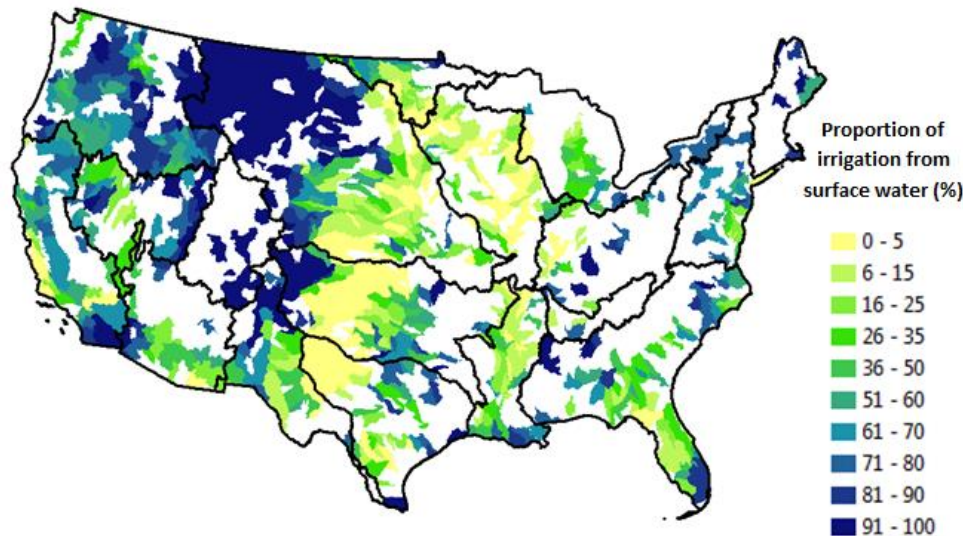 Proportion of
irrigation from
surface water (%)
0 - 5
6 - 15
16 - 25
26 - 35
36 - 50
51 - 60
61 - 70
71 - 80
81 - 90
91 - 100